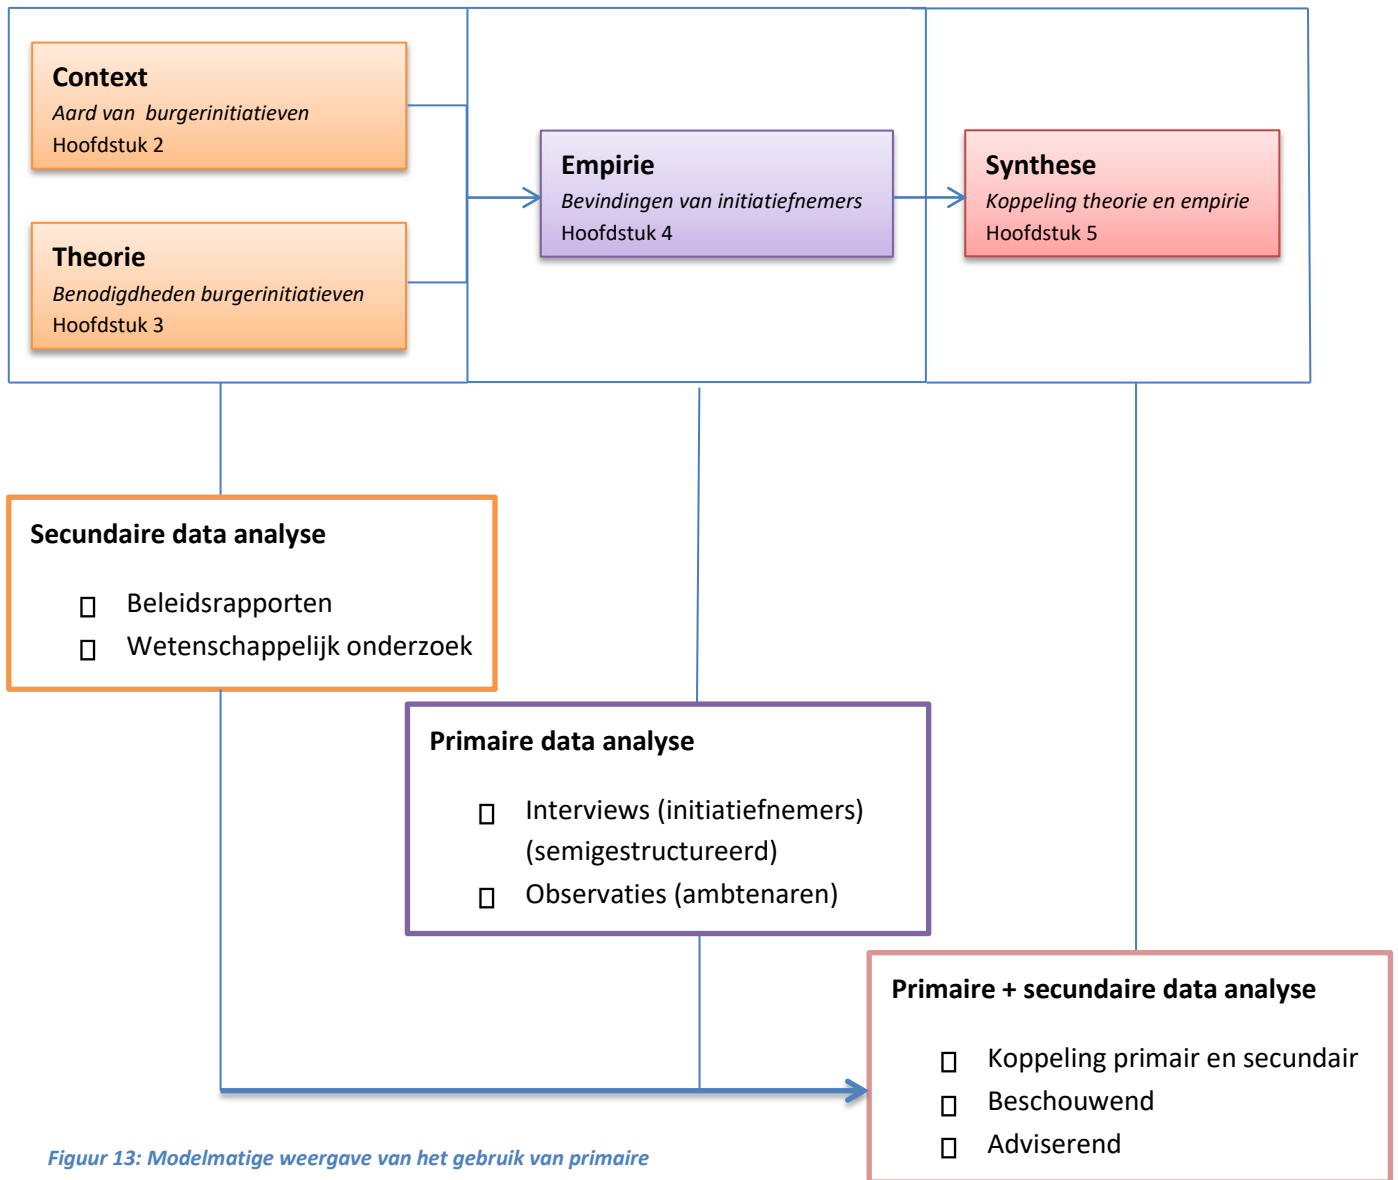 Context
Aard van burgerinitiatieven
Hoofdstuk 2
Theorie
Benodigdheden burgerinitiatieven
Hoofdstuk 3
Empirie
Bevindingen van initiatiefnemers
Hoofdstuk 4
Synthese
Koppeling theorie en empirie
Hoofdstuk 5
Secundaire data analyse
Beleidsrapporten
Wetenschappelijk onderzoek
Primaire data analyse
Interviews (initiatiefnemers)
(semigestructureerd)
Observaties (ambtenaren)
Primaire + secundaire data analyse
Koppeling primair en secundair
Beschouwend
Adviserend
Figuur 13: Modelmatige weergave van het gebruik van primaire